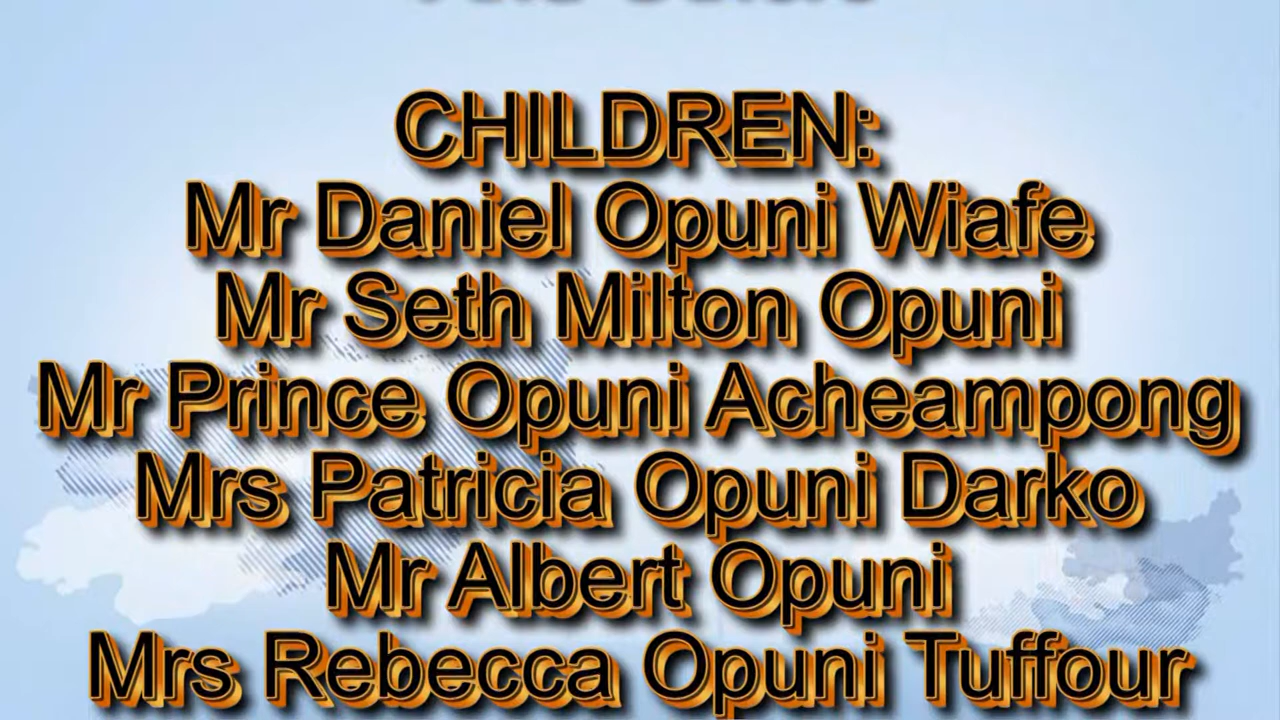 CHILDREN:
Mr Daniel Opuni Wiafe
Mr Seth Milton Opuni
Mr Prince Opuni Acheampong
Mrs Patricia Opuni Darko
Mr Albert Opuni
Mrs Rebecca Opuni Tuffour